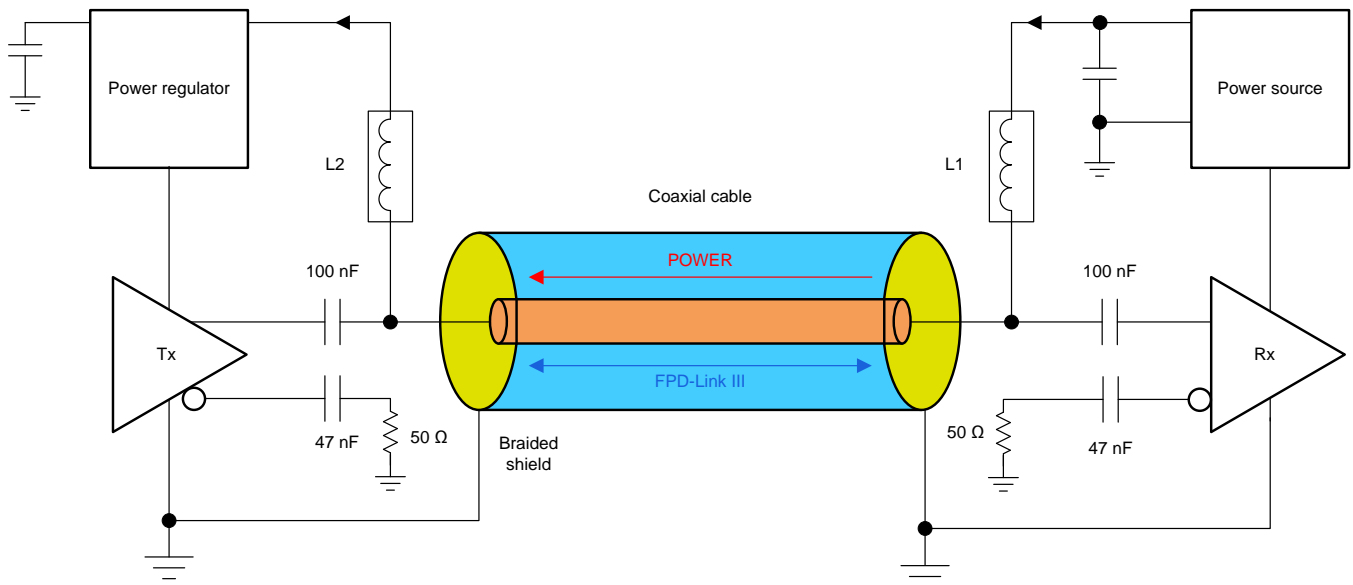 Power regulator
Power source
L2
L1
Coaxial cable
POWER
100 nF
100 nF
Tx
Rx
FPD-Link III
47 nF
50 Ω
Braided
shield
50 Ω
47 nF